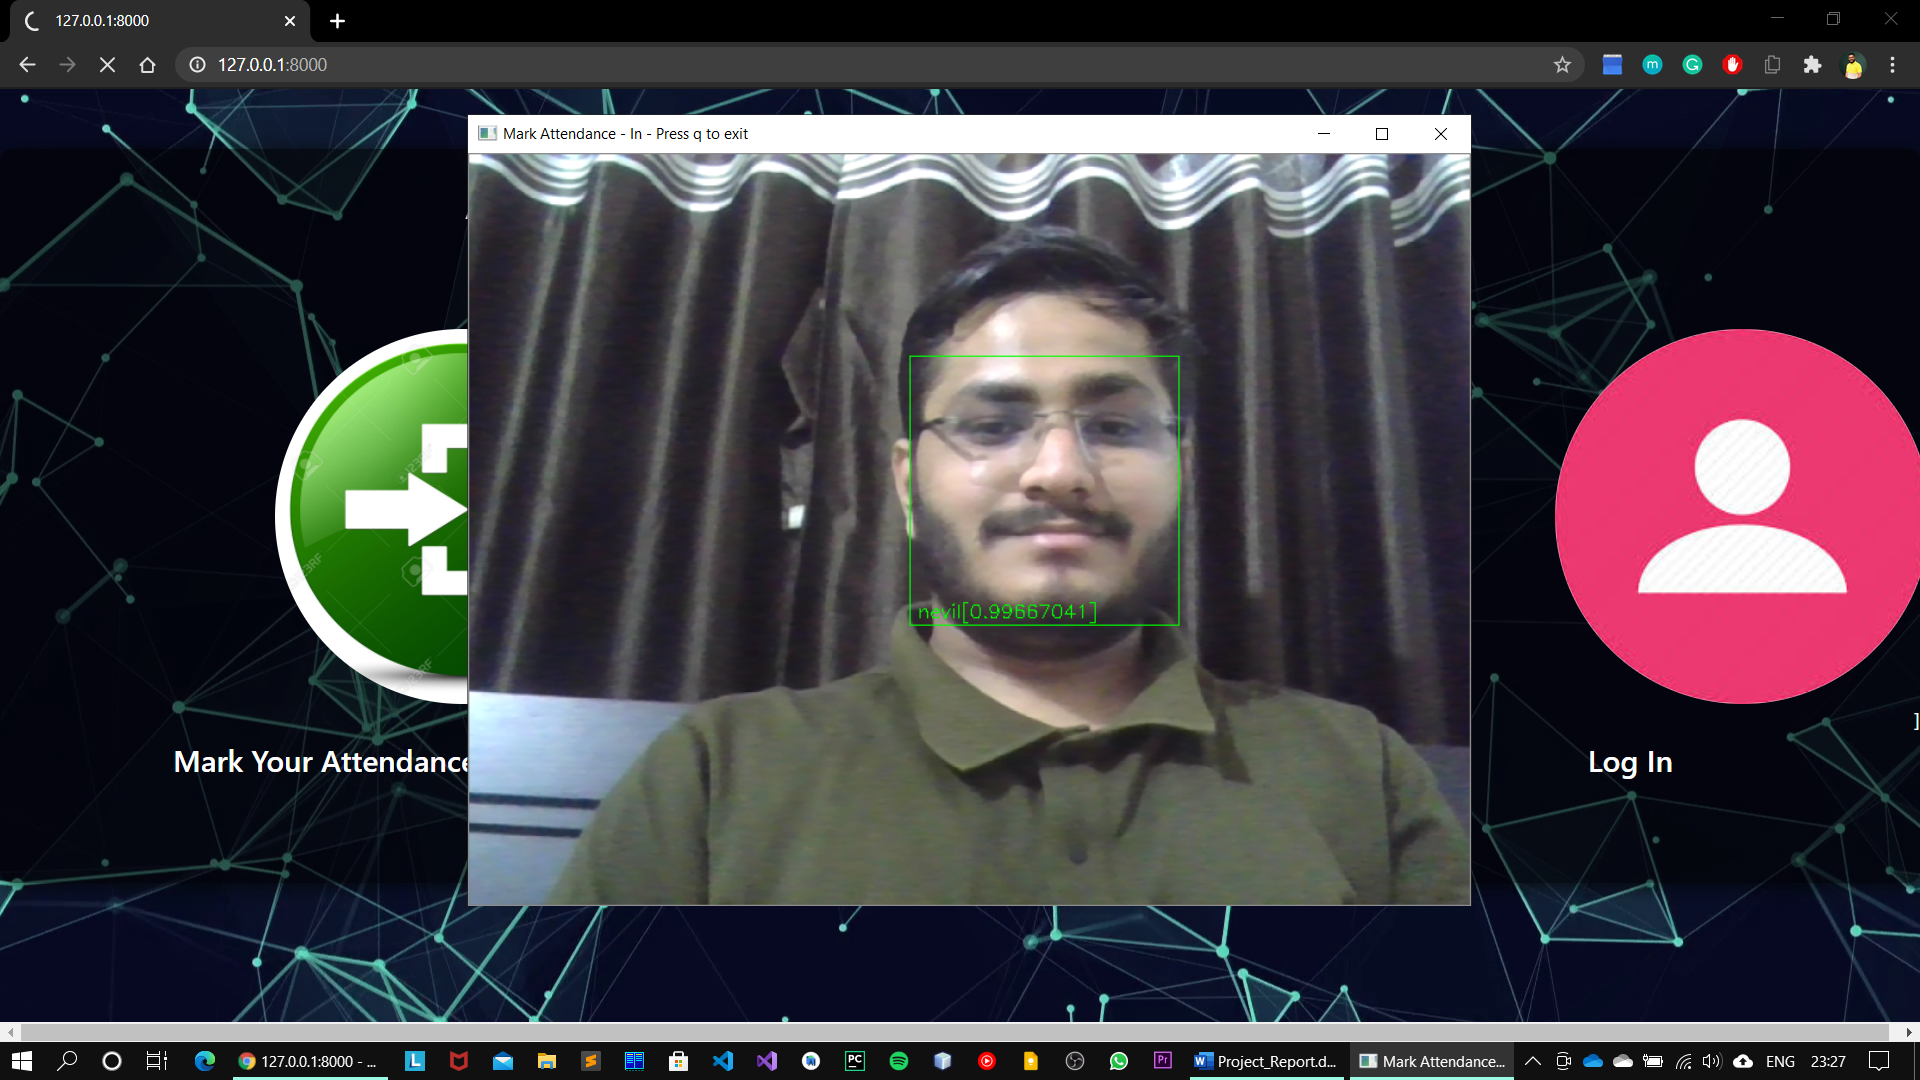 127.0.0.1:8000
127.0.0.1:8000
Mark Attendance - In - Press q to exit
nevil[0.99667041]
Mark Your Attendance
Log In
127.0.0.1:8000 - ...
Project_Report.d...
Mark Attendance...
ENG
23:27